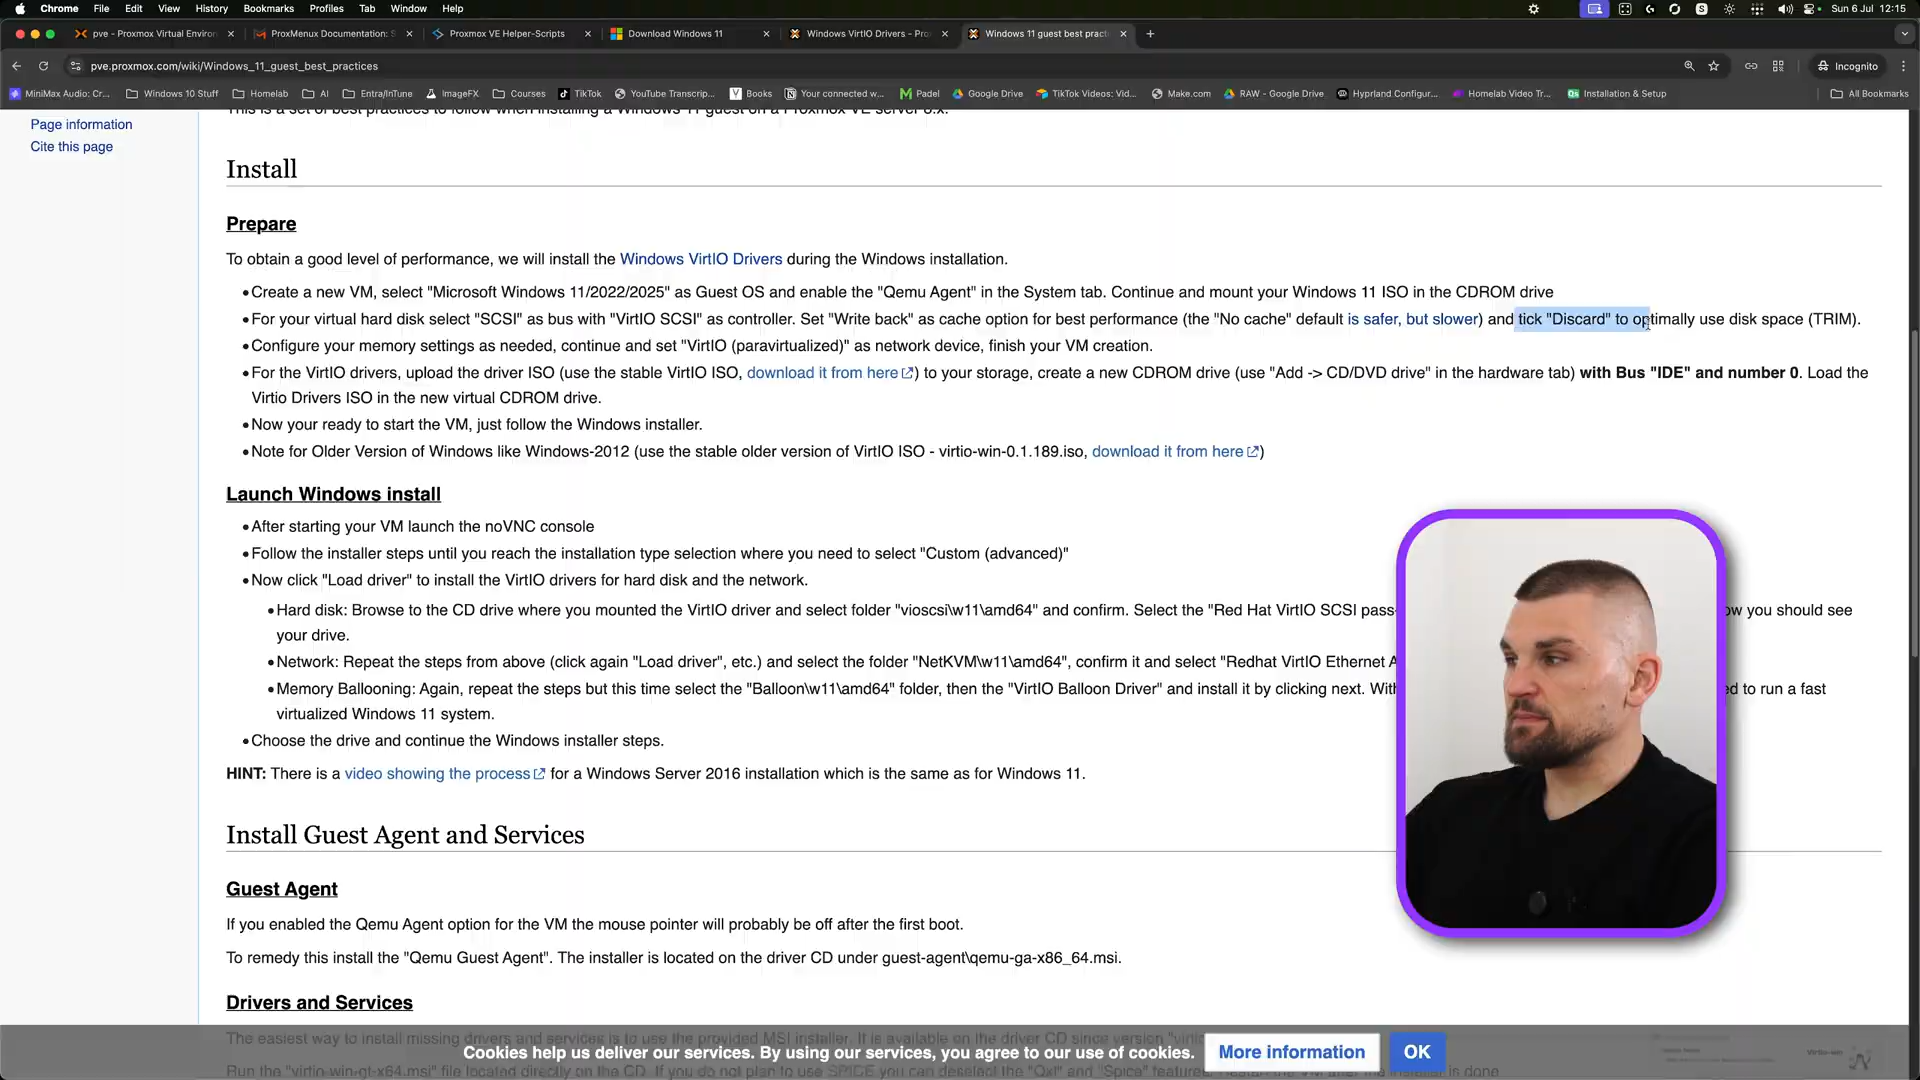 Chrome File Edit View History Bookmarks Profiles Tab Window Help Sun 6 Jul 12:15
pve - Proxmox Virtual Environ
ProxMenux Documentation: S
Proxmox VE Helper-Scripts
Download Windows 11
Windows VirtIO Drivers - Pro
Windows 11 guest best pract
pve.proxmox.com/wiki/Windows_11_guest_best_practices
Incognito
MiniMax Audio: Cr... Windows 10 Stuff Homelab AI Entra/InTune ImageFX Courses TikTok YouTube Transcrip... Books Your connected w... Padel Google Drive TikTok Videos: Vid... Make.com RAW - Google Drive Hyprland Configur... Homelab Video Tr... Installation & Setup All Bookmarks
Page information
Cite this page
This is a set of best practices to follow when installing a Windows 11 guest on a Proxmox VE server 8.x.
Install
Prepare
To obtain a good level of performance, we will install the Windows VirtIO Drivers during the Windows installation.
• Create a new VM, select "Microsoft Windows 11/2022/2025" as Guest OS and enable the "Qemu Agent" in the System tab. Continue and mount your Windows 11 ISO in the CDROM drive
• For your virtual hard disk select "SCSI" as bus with "VirtIO SCSI" as controller. Set "Write back" as cache option for best performance (the "No cache" default is safer, but slower) and tick "Discard" to optimally use disk space (TRIM).
• Configure your memory settings as needed, continue and set "VirtIO (paravirtualized)" as network device, finish your VM creation.
• For the VirtIO drivers, upload the driver ISO (use the stable VirtIO ISO, download it from here) to your storage, create a new CDROM drive (use "Add -> CD/DVD drive" in the hardware tab) with Bus "IDE" and number 0. Load the
Virtio Drivers ISO in the new virtual CDROM drive.
• Now your ready to start the VM, just follow the Windows installer.
• Note for Older Version of Windows like Windows-2012 (use the stable older version of VirtIO ISO - virtio-win-0.1.189.iso, download it from here)
Launch Windows install
• After starting your VM launch the noVNC console
• Follow the installer steps until you reach the installation type selection where you need to select "Custom (advanced)"
• Now click "Load driver" to install the VirtIO drivers for hard disk and the network.
• Hard disk: Browse to the CD drive where you mounted the VirtIO driver and select folder "vioscsi\w11\amd64" and confirm. Select the "Red Hat VirtIO SCSI pass- ow you should see
your drive.
• Network: Repeat the steps from above (click again "Load driver", etc.) and select the folder "NetKVM\w11\amd64", confirm it and select "Redhat VirtIO Ethernet A
• Memory Ballooning: Again, repeat the steps but this time select the "Balloon\w11\amd64" folder, then the "VirtIO Balloon Driver" and install it by clicking next. Wit ed to run a fast
virtualized Windows 11 system.
• Choose the drive and continue the Windows installer steps.
HINT: There is a video showing the process for a Windows Server 2016 installation which is the same as for Windows 11.
Install Guest Agent and Services
Guest Agent
If you enabled the Qemu Agent option for the VM the mouse pointer will probably be off after the first boot.
To remedy this install the "Qemu Guest Agent". The installer is located on the driver CD under guest-agent\qemu-ga-x86_64.msi.
Drivers and Services
The easiest way to install missing drivers and services is to use the provided MSI installer. It is available on the driver CD since version "virtio
Cookies help us deliver our services. By using our services, you agree to our use of cookies. More information OK
Run the "virtio-win-gt-x64.msi" file located directly on the CD. If you do not plan to use SPICE you can deselect the "Qxl" and "Spice" features. Restart the VM after the installer is done